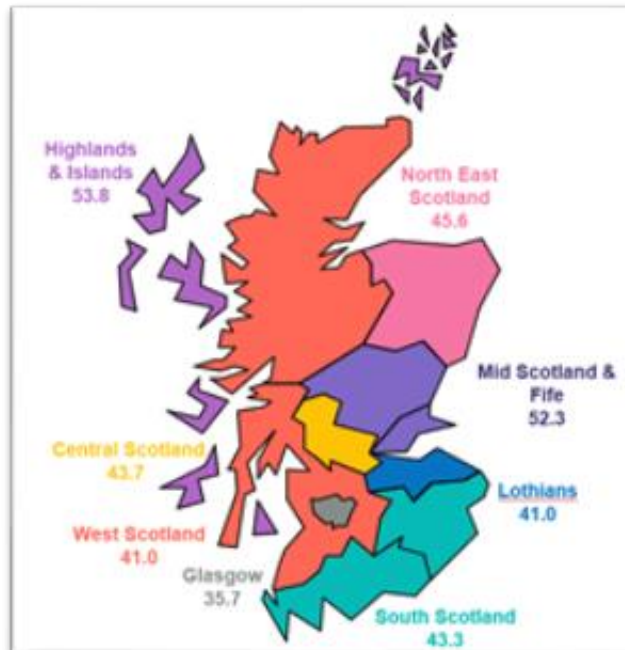 Highlands
& Islands
53.8
North East
Scotland
45.6
Mid Scotland &
Fife
52.3
Central Scotland
43.7
Lothians
41.0
West Scotland
41.0
Glasgow
35.7
South Scotland
43.3